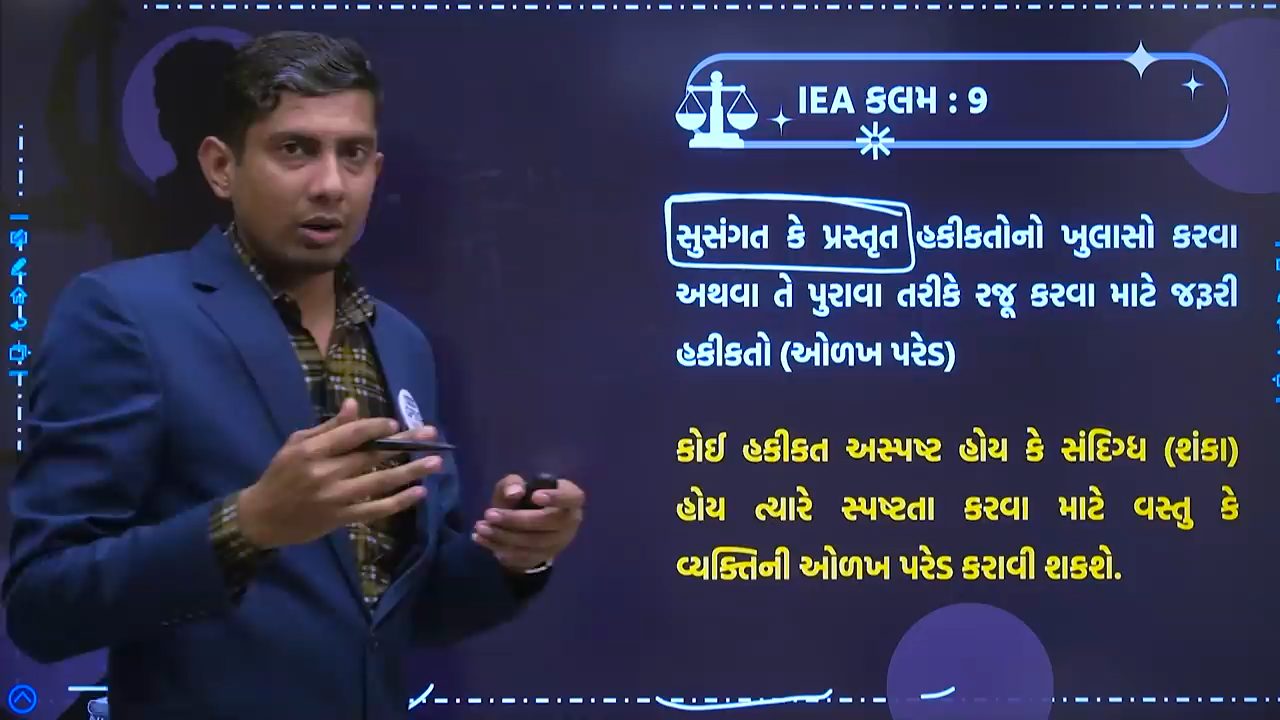 IEA કલમ : 9
સુસંગત કે પ્રસ્તૃત હકીકતોનો ખુલાસો કરવા
અથવા તે પુરાવા તરીકે રજૂ કરવા માટે જરૂરી
હકીકતો (ઓળખ પરેડ)
કોઈ હકીકત અસ્પષ્ટ હોય કે સંદિગ્ધ (શંકા)
હોય ત્યારે સ્પષ્ટતા કરવા માટે વસ્તુ કે
વ્યક્તિની ઓળખ પરેડ કરાવી શકશે.